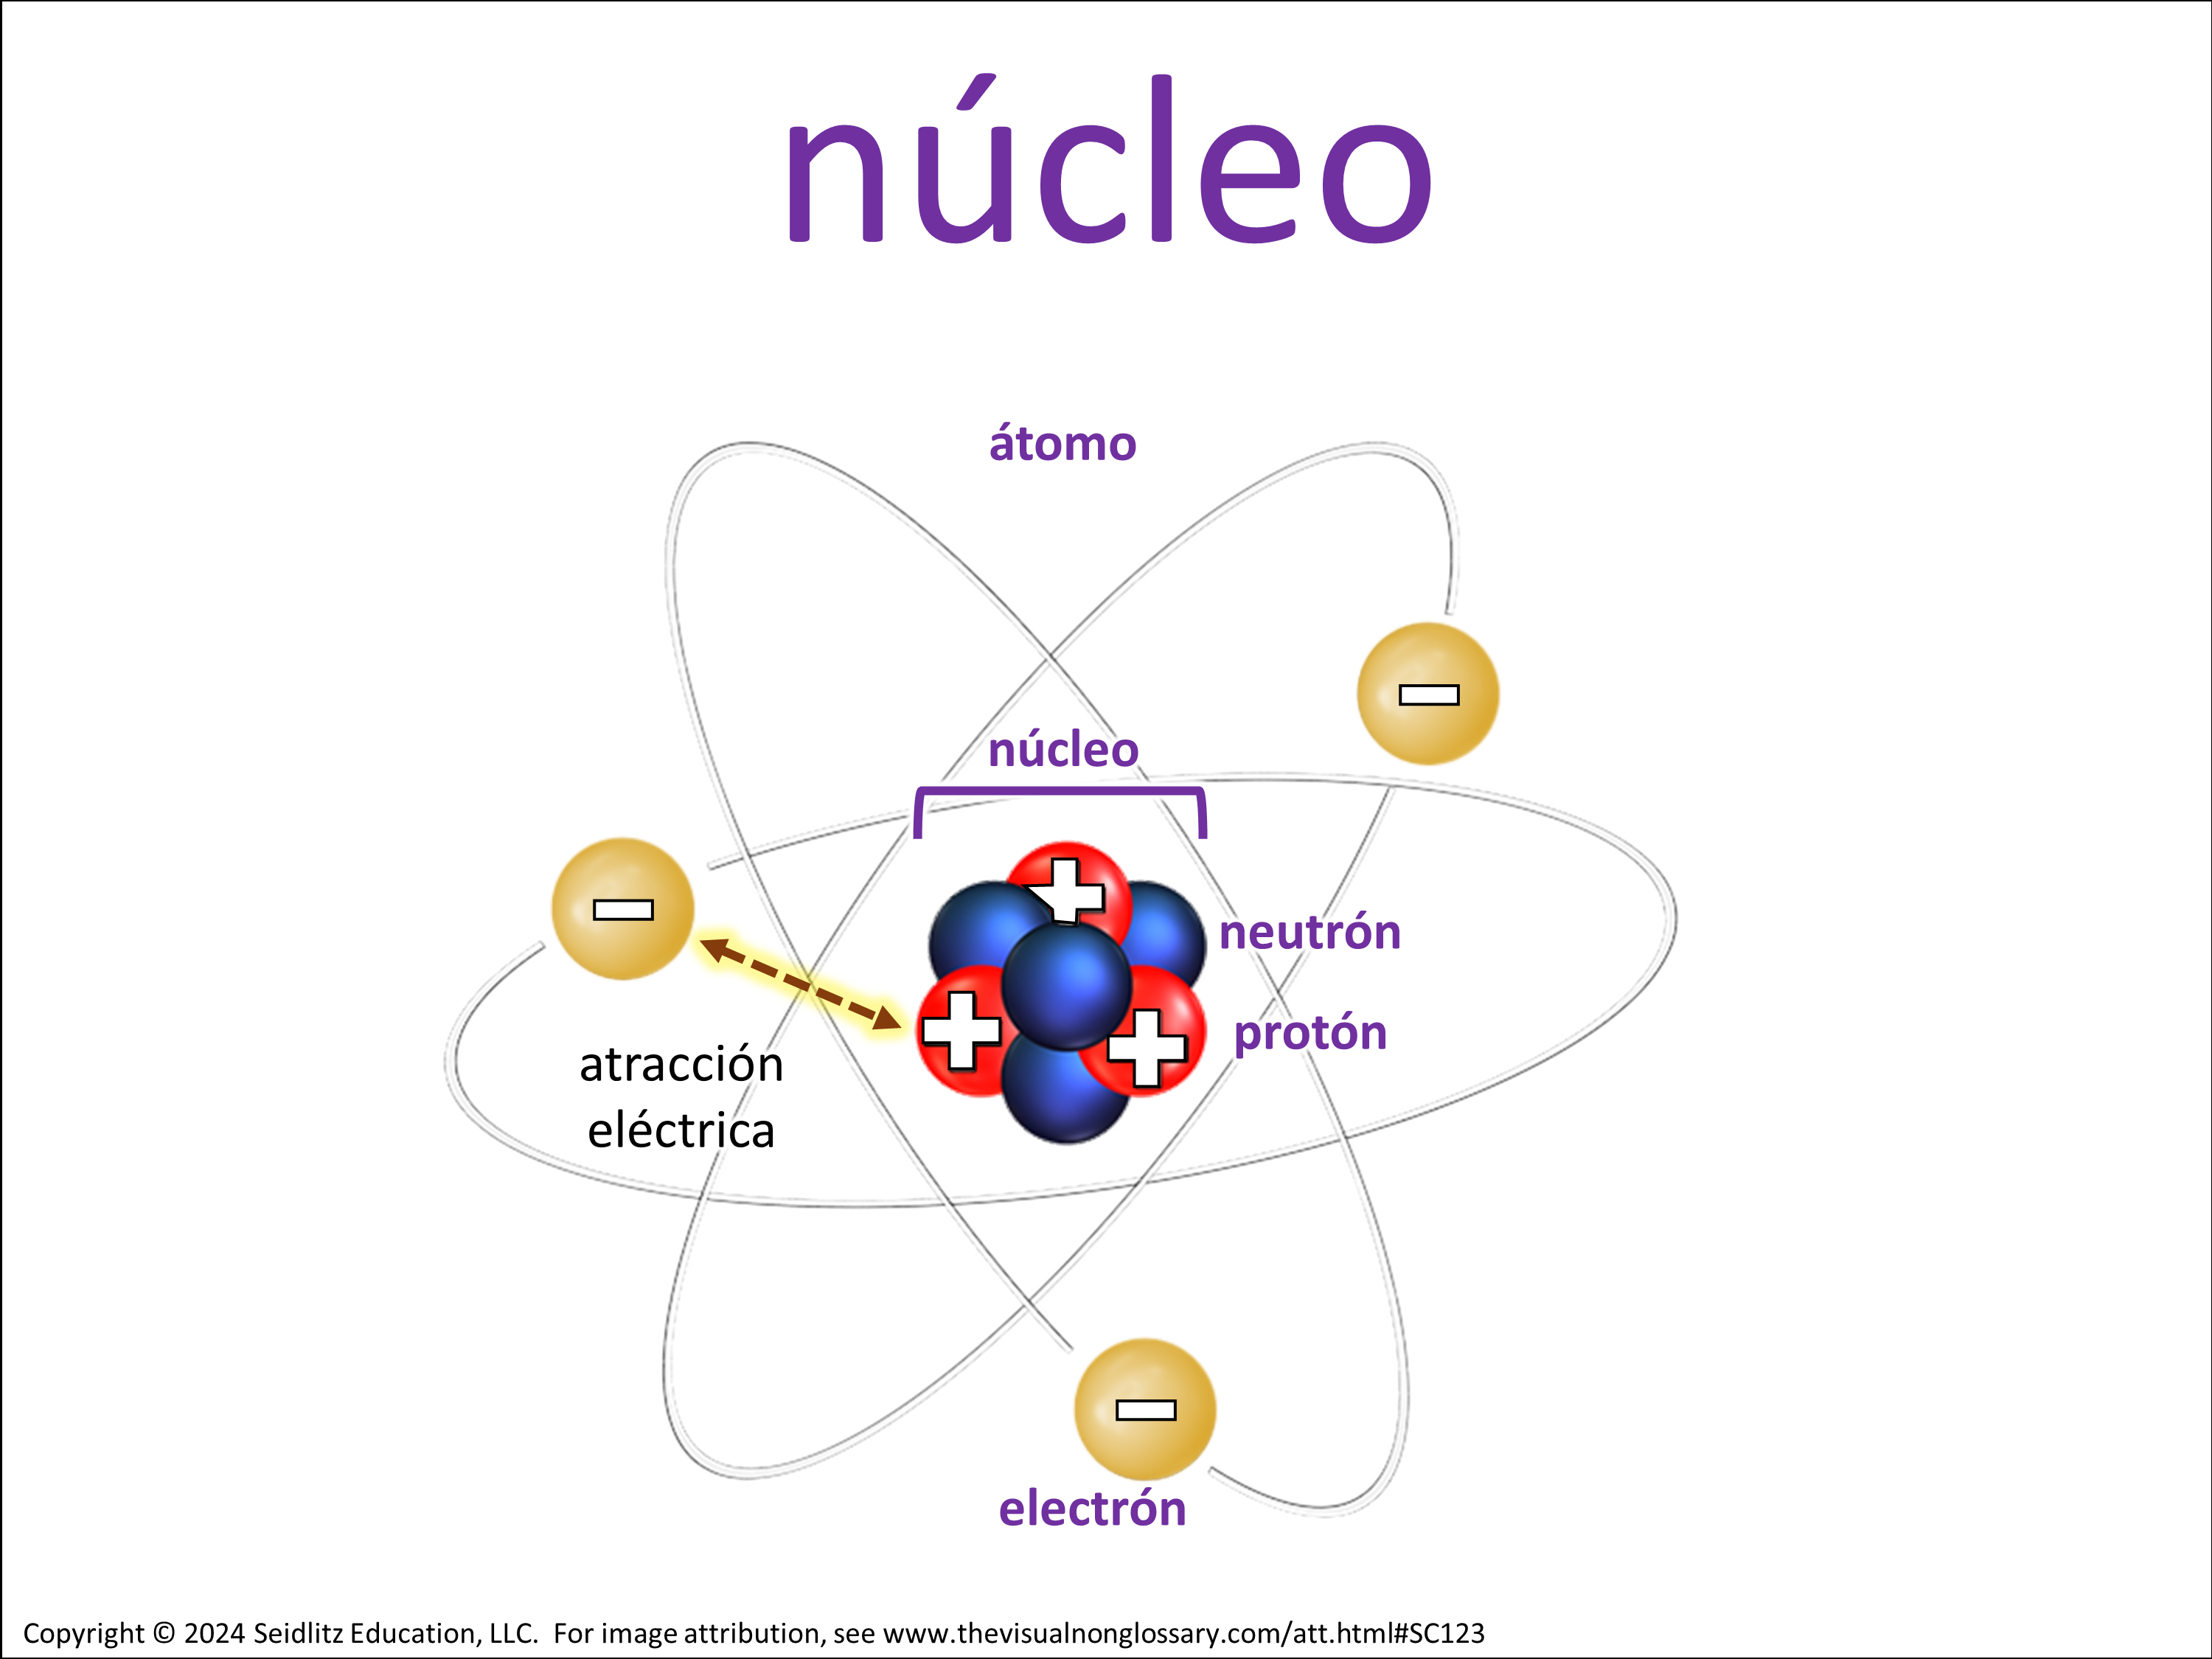 núcleo
átomo
núcleo
neutrón
protón
atracción
eléctrica
electrón
Copyright © 2024 Seidlitz Education, LLC.  For image attribution, see www.thevisualnonglossary.com/att.html#SC123